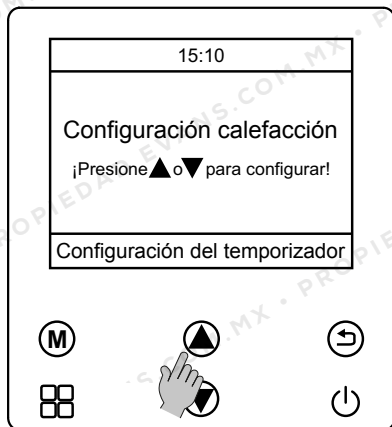 15:10
Configuración calefacción
¡Presione▲o▼para configurar!
Configuración del temporizador
M